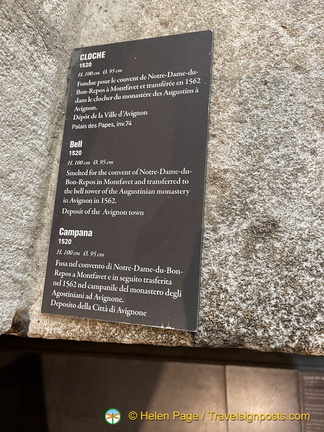 CLOCHE
1520
H. 100 cm Ø. 95 cm
Fondue pour le couvent de Notre-Dame-du-
Bon-Repos à Montfavet et transférée en 1562
dans le clocher du monastère des Augustins à
Avignon.
Dépôt de la Ville d'Avignon
Palais des Papes, Inv.74
Bell
1520
H. 100 cm Ø. 95 cm
Smelted for the convent of Notre-Dame-du-
Bon-Repos in Montfavet and transferred to
the bell tower of the Augustinian monastery
in Avignon in 1562.
Deposit of the Avignon town
Campana
1520
H. 100 cm Ø. 95 cm
Fusa nel convento di Notre-Dame-du-Bon-
Repos a Montfavet e in seguito trasferita
nel 1562 nel campanile del monastero degli
Agostiniani ad Avignone.
Deposito della Città di Avignone
© Helen Page / Travelsignposts.com